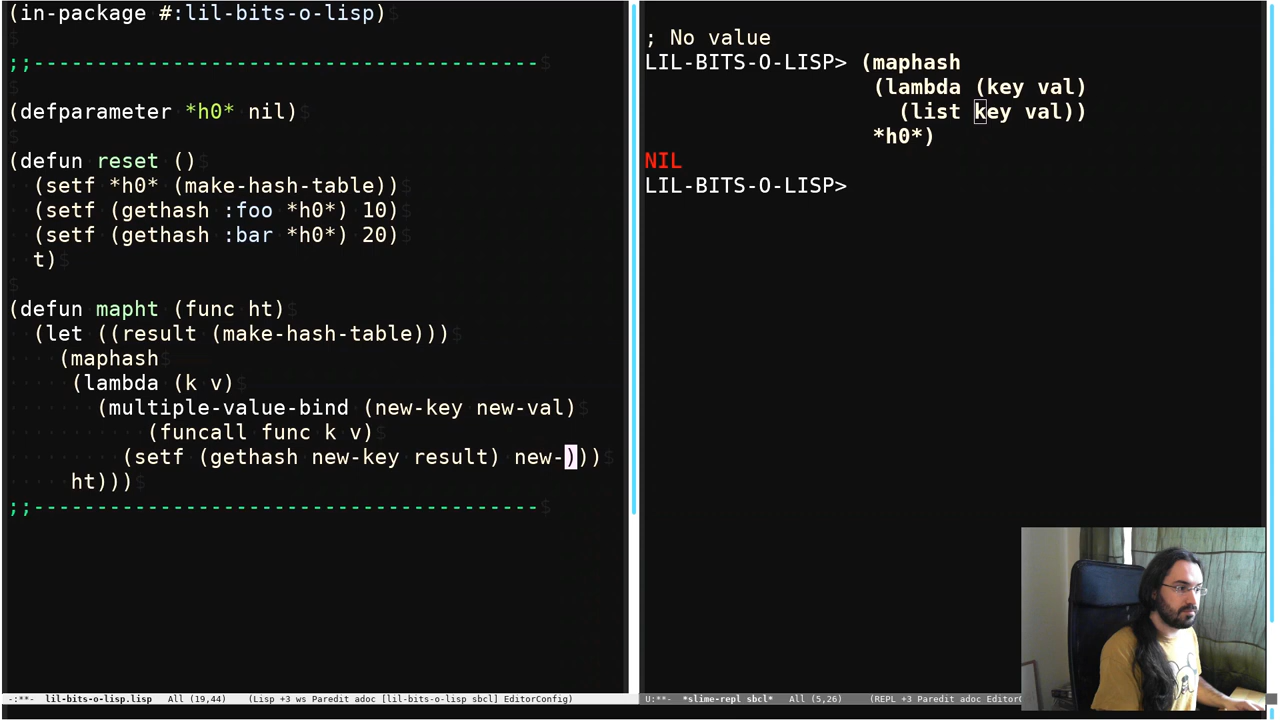 (in-package #:lil-bits-o-lisp)
;;----------------------------------------
(defparameter *h0* nil)
(defun reset ()
(setf *h0* (make-hash-table))
(setf (gethash :foo *h0*) 10)
(setf (gethash :bar *h0*) 20)
t)
(defun mapht (func ht)
(let ((result (make-hash-table)))
(maphash
(lambda (k v)
(multiple-value-bind (new-key new-val)
(funcall func k v)
(setf (gethash new-key result) new-)))
ht)))
;;----------------------------------------
-:**- lil-bits-o-lisp.lisp All (19,44) (Lisp +3 ws Paredit adoc [lil-bits-o-lisp sbcl] EditorConfig)
; No value
LIL-BITS-O-LISP> (maphash
(lambda (key val)
(list key val))
*h0*)
NIL
LIL-BITS-O-LISP>
U:**- *slime-repl sbcl* All (5,26) (REPL +3 Paredit adoc EditorC